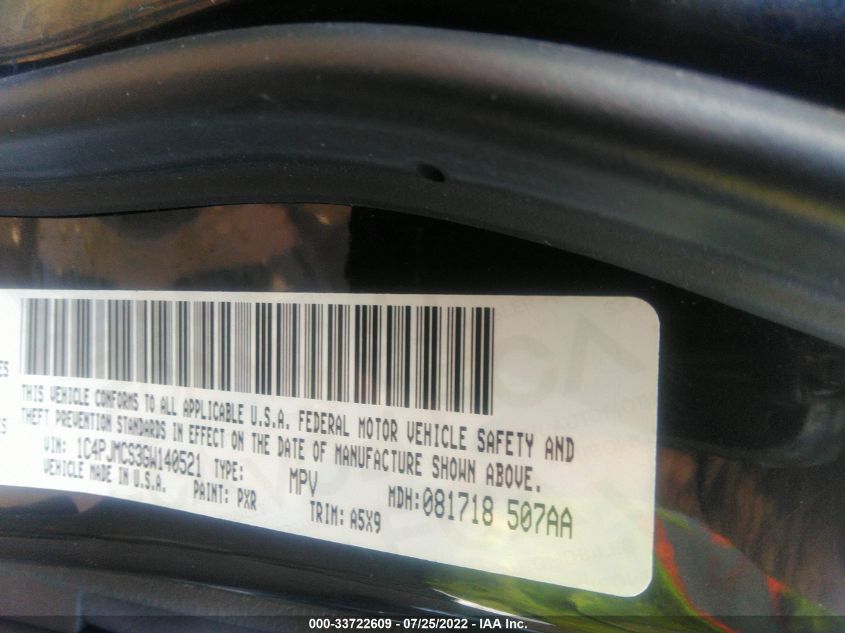 ES
THIS VEHICLE CONFORMS TO ALL APPLICABLE U.S.A. FEDERAL MOTOR VEHICLE SAFETY AND
ES
THEFT PREVENTION STANDARDS IN EFFECT ON THE DATE OF MANUFACTURE SHOWN ABOVE.
VIN: 1C4PJMCS3GW140521 TYPE: MPV MDH:081718 507AA
VEHICLE MADE IN U.S.A. PAINT: PXR TRIM: A5X9
000-33722609 - 07/25/2022 - IAA Inc.